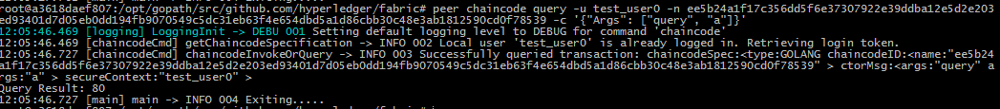 root@a3618daef807:/opt/gopath/src/github.com/hyperledger/fabric# peer chaincode query -u test_user0 -n ee5b24a1f17c356dd5f6e37307922e39ddba12e5d2e203
ed93401d7d05eb0dd194fb9070549c5dc31eb63f4e654dbd5a1d86cbb30c48e3ab1812590cd0f78539 -c '{"Args": ["query", "a"]}'
12:05:46.469 [logging] LoggingInit -> DEBU 001 Setting default logging level to DEBUG for command 'chaincode'
12:05:46.469 [chaincodeCmd] getChaincodeSpecification -> INFO 002 Local user 'test_user0' is already logged in. Retrieving login token.
12:05:46.727 [chaincodeCmd] chaincodeInvokeOrQuery -> INFO 003 Successfully queried transaction: chaincodeSpec:<type:GOLANG chaincodeID:<name:"ee5b24
a1f17c356dd5f6e37307922e39ddba12e5d2e203ed93401d7d05eb0dd194fb9070549c5dc31eb63f4e654dbd5a1d86cbb30c48e3ab1812590cd0f78539" > ctorMsg:<args:"query" a
rgs:"a" > secureContext:"test_user0" >
Query Result: 80
12:05:46.727 [main] main -> INFO 004 Exiting.....